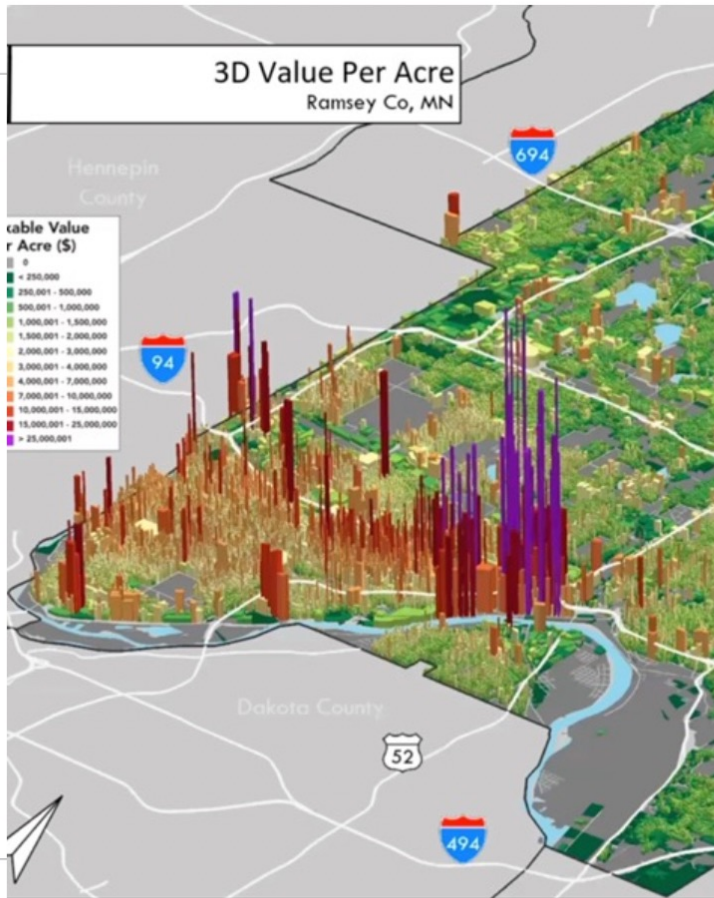 3D Value Per Acre
Ramsey Co, MN
694
Hennepin
County
xable Value
r Acre ($)
0
< 250,000
250,001 - 500,000
500,001 - 1,000,000
1,000,001 - 1,500,000
1,500,001 - 2,000,000
2,000,001 - 3,000,000
3,000,001 - 4,000,000
4,000,001 - 7,000,000
7,000,001 - 10,000,000
10,000,001 - 15,000,000
15,000,001 - 25,000,000
> 25,000,001
94
Dakota County
52
494